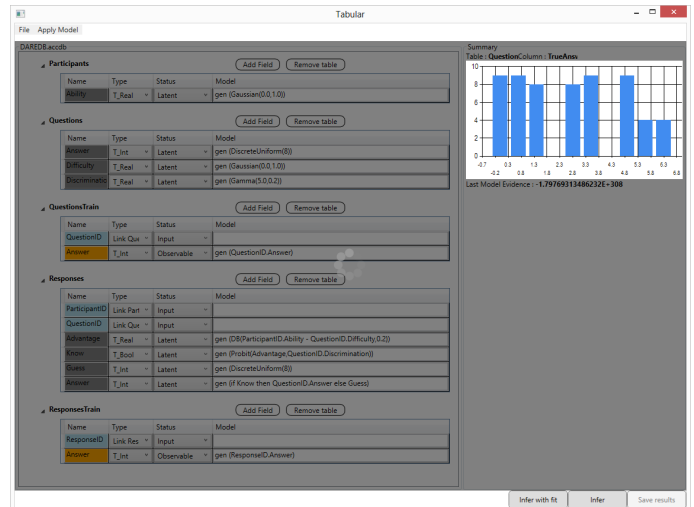 Tabular
File Apply Model
DAREDB.accdb
Participants Add Field Remove table
Name Type Status Model
Ability T_Real Latent gen (Gaussian(0.0,1.0))
Questions Add Field Remove table
Name Type Status Model
Answer T_Int Latent gen (DiscreteUniform(8))
Difficulty T_Real Latent gen (Gaussian(0.0,1.0))
Discriminatic T_Real Latent gen (Gamma(5.0,0.2))
QuestionsTrain Add Field Remove table
Name Type Status Model
QuestionID Link Que Input
Answer T_Int Observable gen (QuestionID.Answer)
Responses Add Field Remove table
Name Type Status Model
ParticipantID Link Part Input
QuestionID Link Que Input
Advantage T_Real Latent gen (DB(ParticipantID.Ability - QuestionID.Difficulty,0.2))
Know T_Bool Latent gen (Probit(Advantage,QuestionID.Discrimination))
Guess T_Int Latent gen (DiscreteUniform(8))
Answer T_Int Latent gen (if Know then QuestionID.Answer else Guess)
ResponsesTrain Add Field Remove table
Name Type Status Model
ResponseID Link Res Input
Answer T_Int Observable gen (ResponseID.Answer)
Summary
Table : QuestionColumn : TrueAnsw
10
8
6
4
2
0
-0.7 0.3 1.3 2.3 3.3 4.3 5.3 6.3
-0.2 0.8 1.8 2.8 3.8 4.8 5.8 6.8
Last Model Evidence : -1.79769313486232E+308
Infer with fit Infer Save results